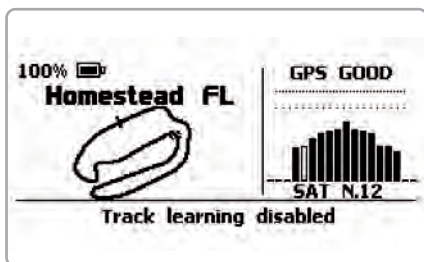 100%
GPS GOOD
Homestead FL
SAT N.12
Track learning disabled